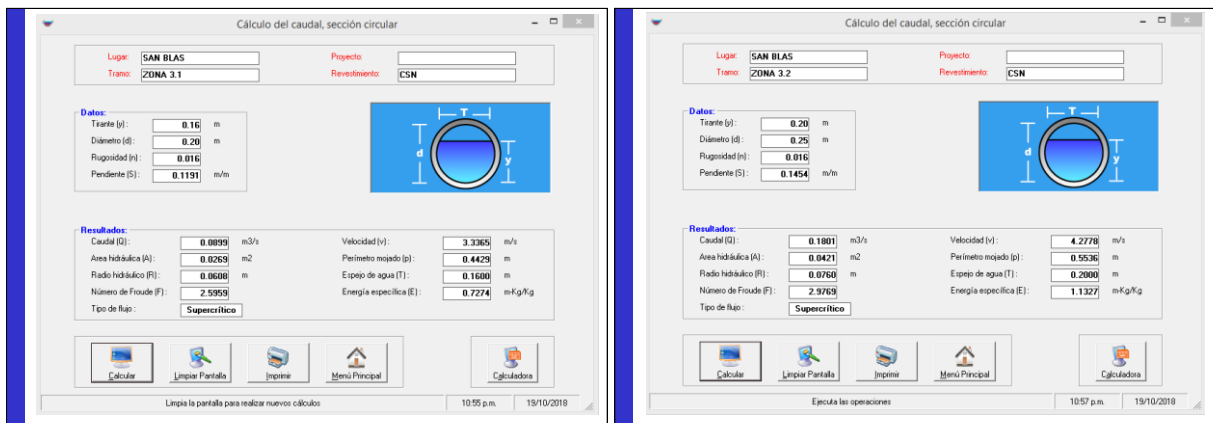 Cálculo del caudal, sección circular
Lugar: SAN BLAS Proyecto:
Tramo: ZONA 3.1 Revestimiento: CSN
Datos:
Tirante (y) : 0.16 m
Diámetro (d) : 0.20 m
Rugosidad (n) : 0.016
Pendiente (S) : 0.1191 m/m
T
d
y
Resultados:
Caudal (Q) : 0.0899 m3/s Velocidad (v) : 3.3365 m/s
Area hidráulica (A) : 0.0269 m2 Perímetro mojado (p) : 0.4429 m
Radio hidráulico (R) : 0.0608 m Espejo de agua (T) : 0.1600 m
Número de Froude (F) : 2.5959 Energía específica (E) : 0.7274 m-Kg/Kg
Tipo de flujo : Supercrítico
Calcular Limpiar Pantalla Imprimir Menú Principal Calculadora
Limpia la pantalla para realizar nuevos cálculos 10:55 p.m. 19/10/2018
Cálculo del caudal, sección circular
Lugar: SAN BLAS Proyecto:
Tramo: ZONA 3.2 Revestimiento: CSN
Datos:
Tirante (y) : 0.20 m
Diámetro (d) : 0.25 m
Rugosidad (n) : 0.016
Pendiente (S) : 0.1454 m/m
T
d
y
Resultados:
Caudal (Q) : 0.1801 m3/s Velocidad (v) : 4.2778 m/s
Area hidráulica (A) : 0.0421 m2 Perímetro mojado (p) : 0.5536 m
Radio hidráulico (R) : 0.0760 m Espejo de agua (T) : 0.2000 m
Número de Froude (F) : 2.9769 Energía específica (E) : 1.1327 m-Kg/Kg
Tipo de flujo : Supercrítico
Calcular Limpiar Pantalla Imprimir Menú Principal Calculadora
Ejecuta las operaciones 10:57 p.m. 19/10/2018